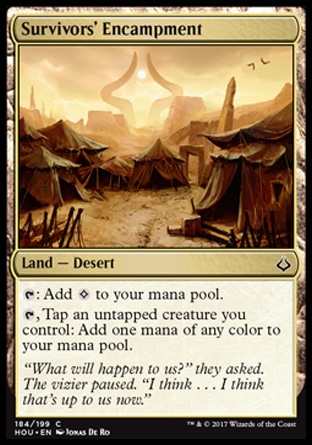 Survivors' Encampment
Land — Desert
: Add to your mana pool.
, Tap an untapped creature you
control: Add one mana of any color to
your mana pool.
"What will happen to us?" they asked.
The vizier paused. "I think . . . I think
that's up to us now."
184/199 C
HOU • EN Jonas De Ro
™ & © 2017 Wizards of the Coast